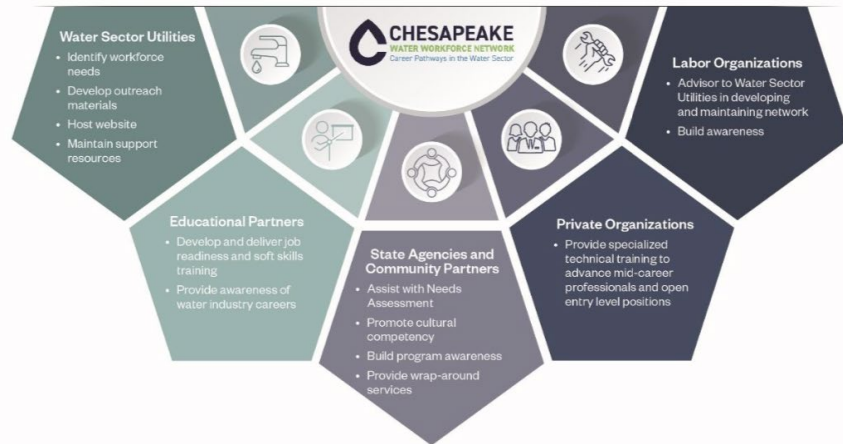 CHESAPEAKE
WATER WORKFORCE NETWORK
Career Pathways in the Water Sector
Water Sector Utilities
• Identify workforce
needs
• Develop outreach
materials
• Host website
• Maintain support
resources
Educational Partners
• Develop and deliver job
readiness and soft skills
training
• Provide awareness of
water industry careers
State Agencies and
Community Partners
• Assist with Needs
Assessment
• Promote cultural
competency
• Build program awareness
• Provide wrap-around
services
Private Organizations
• Provide specialized
technical training to
advance mid-career
professionals and open
entry level positions
Labor Organizations
• Advisor to Water Sector
Utilities in developing
and maintaining network
• Build awareness